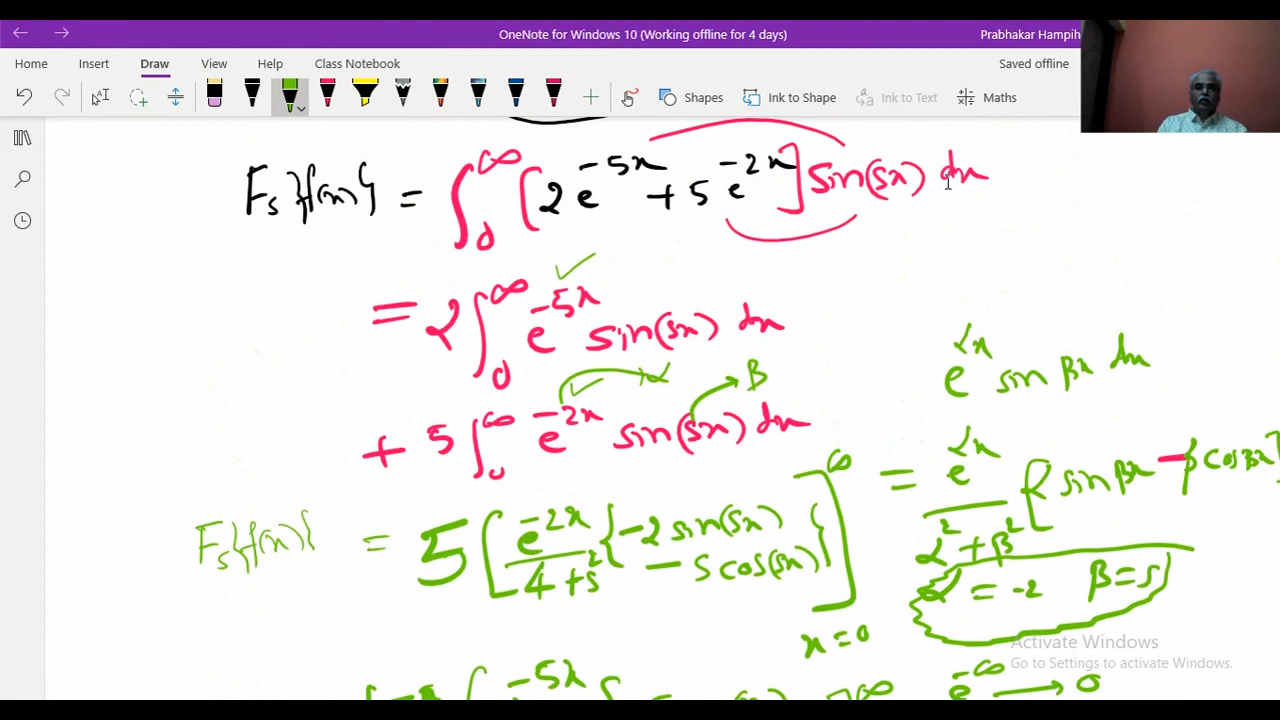 OneNote for Windows 10 (Working offline for 4 days)
Prabhakar Hampih
Home Insert Draw View Help Class Notebook Saved offline
Shapes Ink to Shape Ink to Text Maths
Fs{f(x)} = ∫₀^∞ [2e^-5x + 5e^-2x] sin(sx) dx
= 2∫₀^∞ e^-5x sin(sx) dx
e^αx sin βx dx
α β
+ 5∫₀^∞ e^-2x sin(sx) dx
= e^αx / α²+β² [α sin βx - β cos βx]
Fs{f(x)} = 5[e^-2x / 4+s² {-2 sin(sx) - s cos(sx)}]^∞ x=0
α = -2 β = s
Activate Windows
Go to Settings to activate Windows.
e^-∞ → 0